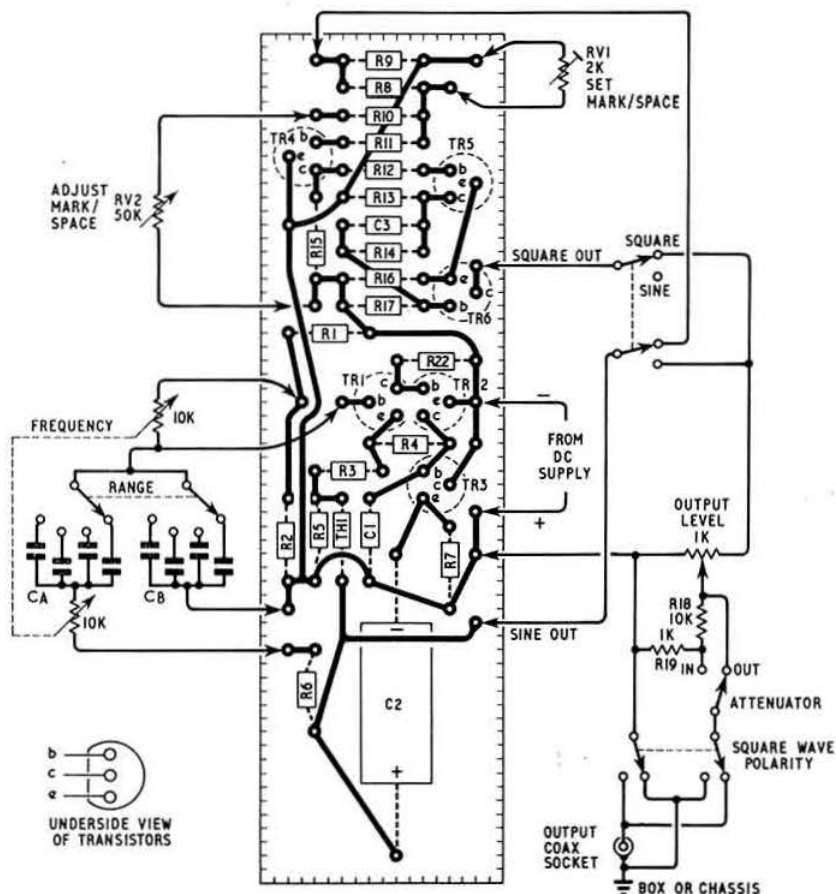 R9
RV1
2K
SET
MARK/SPACE
R8
R10
TR4
b
e
c
R11
TR5
b
e
c
R12
ADJUST
MARK/
SPACE
RV2
50K
R13
C3
R14
R15
SQUARE OUT
SQUARE
SINE
R16
e
c
b
TR6
R17
R1
R22
TR1
c
b
e
b
TR2
e
c
−
FROM
DC
SUPPLY
+
FREQUENCY
10K
RANGE
R4
R3
b
c
e
TR3
R2
R5
TH1
C1
R7
OUTPUT
LEVEL
1K
CA
CB
10K
SINE OUT
R18
10K
1K
R19
IN
OUT
ATTENUATOR
R6
−
C2
+
SQUARE WAVE
POLARITY
b
c
e
UNDERSIDE VIEW
OF TRANSISTORS
OUTPUT
COAX
SOCKET
BOX OR CHASSIS